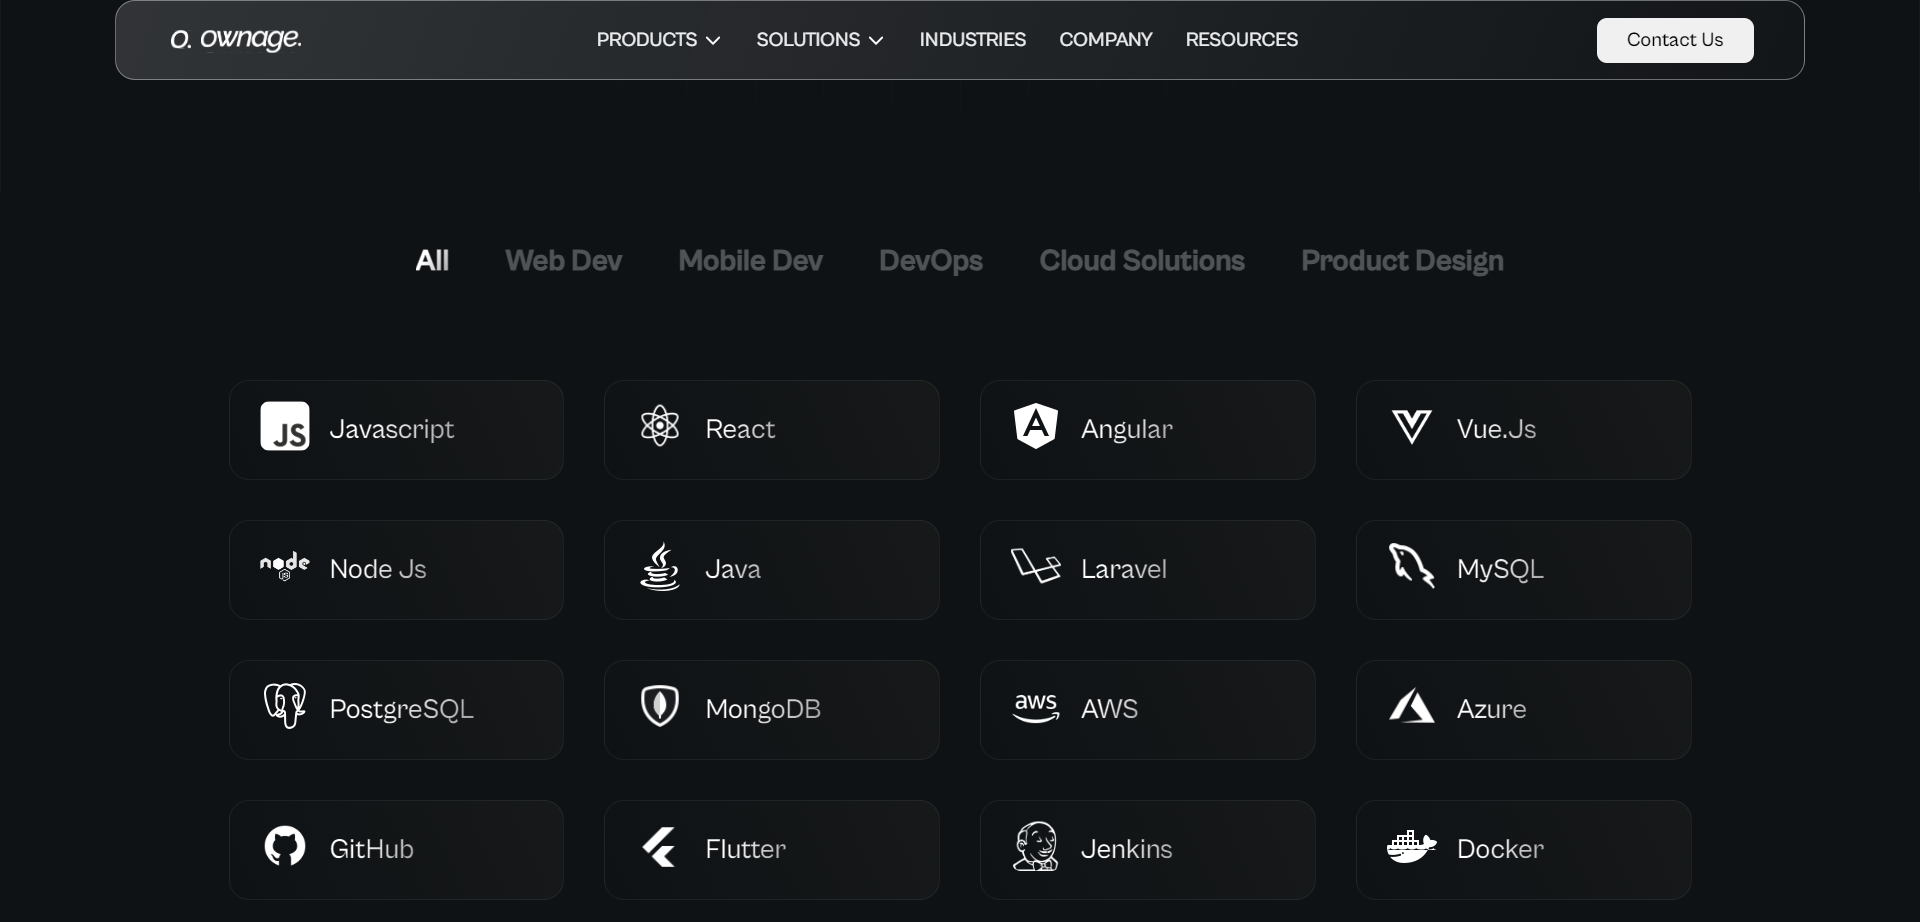 O. Ownage. PRODUCTS SOLUTIONS INDUSTRIES COMPANY RESOURCES Contact Us
All Web Dev Mobile Dev DevOps Cloud Solutions Product Design
JS Javascript React Angular Vue.Js
node JS Node Js Java Laravel MySQL
PostgreSQL MongoDB aws AWS Azure
GitHub Flutter Jenkins Docker